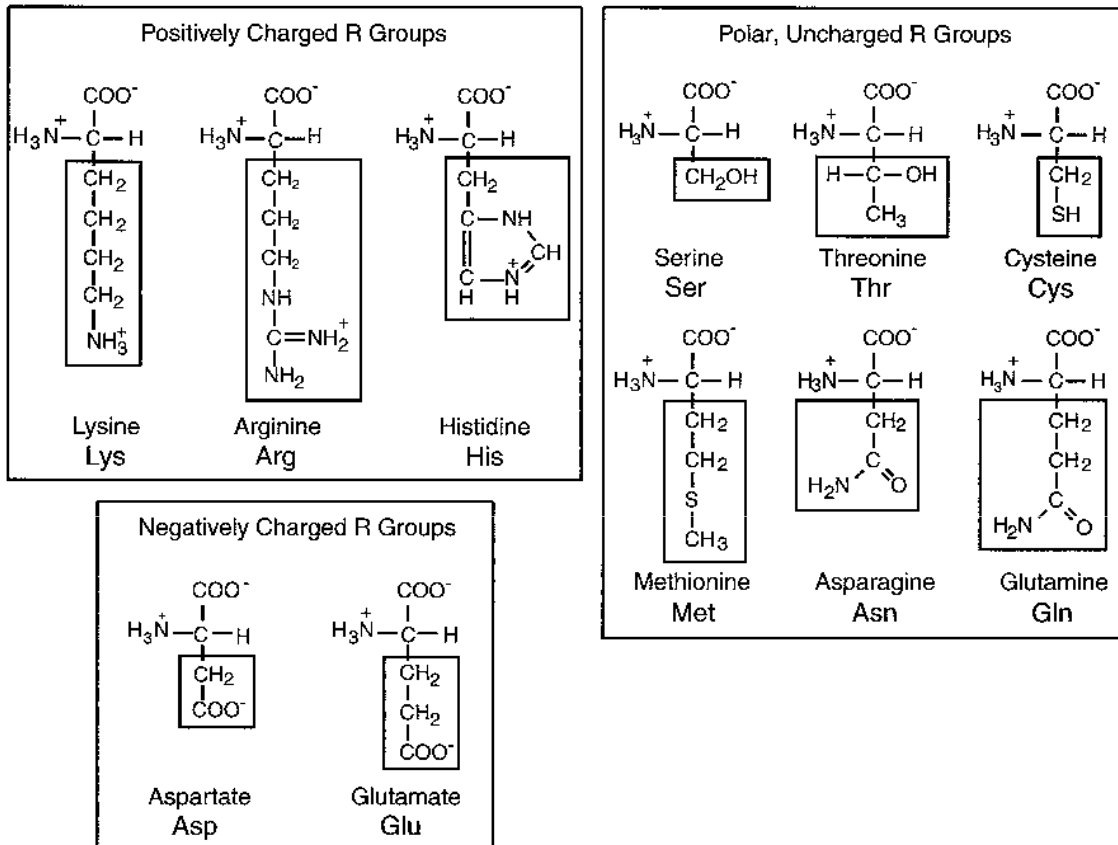 Positively Charged R Groups
COO⁻ COO⁻ COO⁻
H₃N⁺—C—H H₃N⁺—C—H H₃N⁺—C—H
CH₂ CH₂ CH₂
CH₂ CH₂ C—NH
CH₂ CH₂ CH
CH₂ NH C—N⁺
NH₃⁺ C=NH₂⁺ H H
NH₂
Lysine Arginine Histidine
Lys Arg His
Polar, Uncharged R Groups
COO⁻ COO⁻ COO⁻
H₃N⁺—C—H H₃N⁺—C—H H₃N⁺—C—H
CH₂OH H—C—OH CH₂
CH₃ SH
Serine Threonine Cysteine
Ser Thr Cys
COO⁻ COO⁻ COO⁻
H₃N⁺—C—H H₃N⁺—C—H H₃N⁺—C—H
CH₂ CH₂ CH₂
CH₂ C CH₂
S H₂N O C
CH₃ H₂N O
Methionine Asparagine Glutamine
Met Asn Gln
Negatively Charged R Groups
COO⁻ COO⁻
H₃N⁺—C—H H₃N⁺—C—H
CH₂ CH₂
COO⁻ CH₂
COO⁻
Aspartate Glutamate
Asp Glu